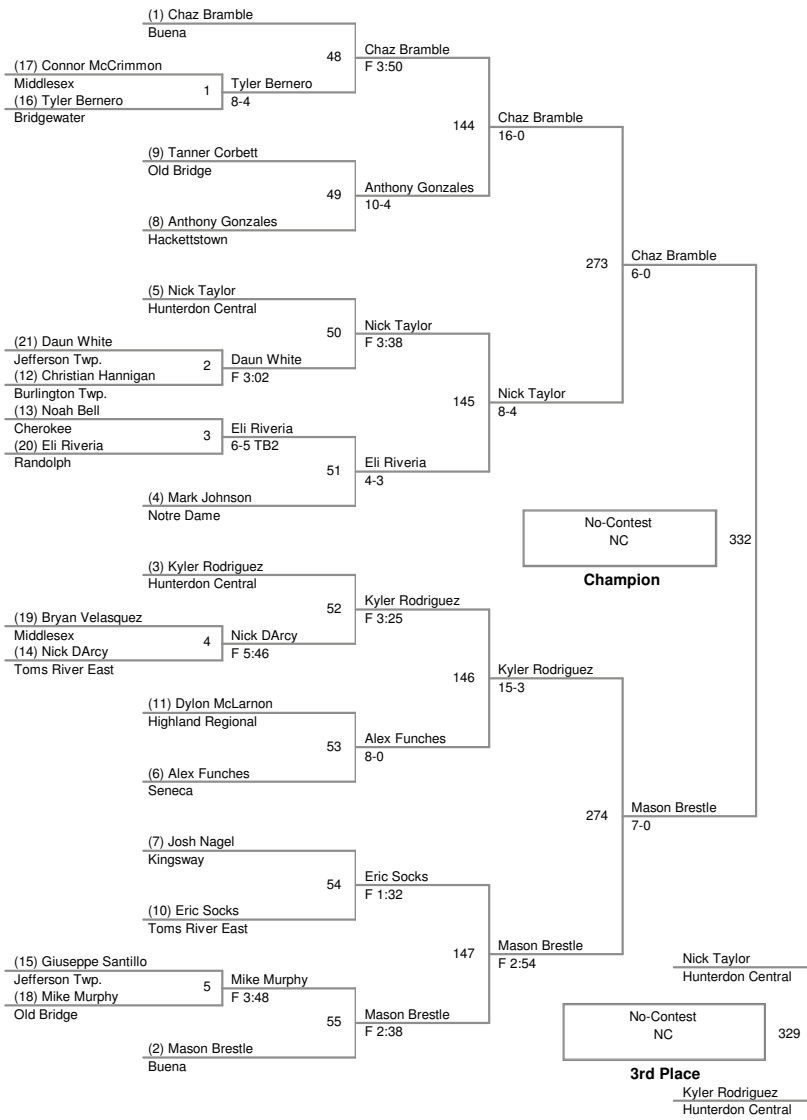 (1) Chaz Bramble
Buena
48
Chaz Bramble
F 3:50
(17) Connor McCrimmon
Middlesex
1
Tyler Bernero
8-4
(16) Tyler Bernero
Bridgewater
144
Chaz Bramble
16-0
(9) Tanner Corbett
Old Bridge
49
Anthony Gonzales
10-4
(8) Anthony Gonzales
Hackettstown
273
Chaz Bramble
6-0
(5) Nick Taylor
Hunterdon Central
50
Nick Taylor
F 3:38
(21) Daun White
Jefferson Twp.
2
Daun White
F 3:02
(12) Christian Hannigan
Burlington Twp.
145
Nick Taylor
8-4
(13) Noah Bell
Cherokee
3
Eli Riveria
6-5 TB2
(20) Eli Riveria
Randolph
51
Eli Riveria
4-3
(4) Mark Johnson
Notre Dame
No-Contest
NC
332
Champion
(3) Kyler Rodriguez
Hunterdon Central
52
Kyler Rodriguez
F 3:25
(19) Bryan Velasquez
Middlesex
4
Nick DArcy
F 5:46
(14) Nick DArcy
Toms River East
146
Kyler Rodriguez
15-3
(11) Dylon McLarnon
Highland Regional
53
Alex Funches
8-0
(6) Alex Funches
Seneca
274
Mason Brestle
7-0
(7) Josh Nagel
Kingsway
54
Eric Socks
F 1:32
(10) Eric Socks
Toms River East
147
Mason Brestle
F 2:54
(15) Giuseppe Santillo
Jefferson Twp.
5
Mike Murphy
F 3:48
(18) Mike Murphy
Old Bridge
55
Mason Brestle
F 2:38
(2) Mason Brestle
Buena
Nick Taylor
Hunterdon Central
No-Contest
NC
329
3rd Place
Kyler Rodriguez
Hunterdon Central